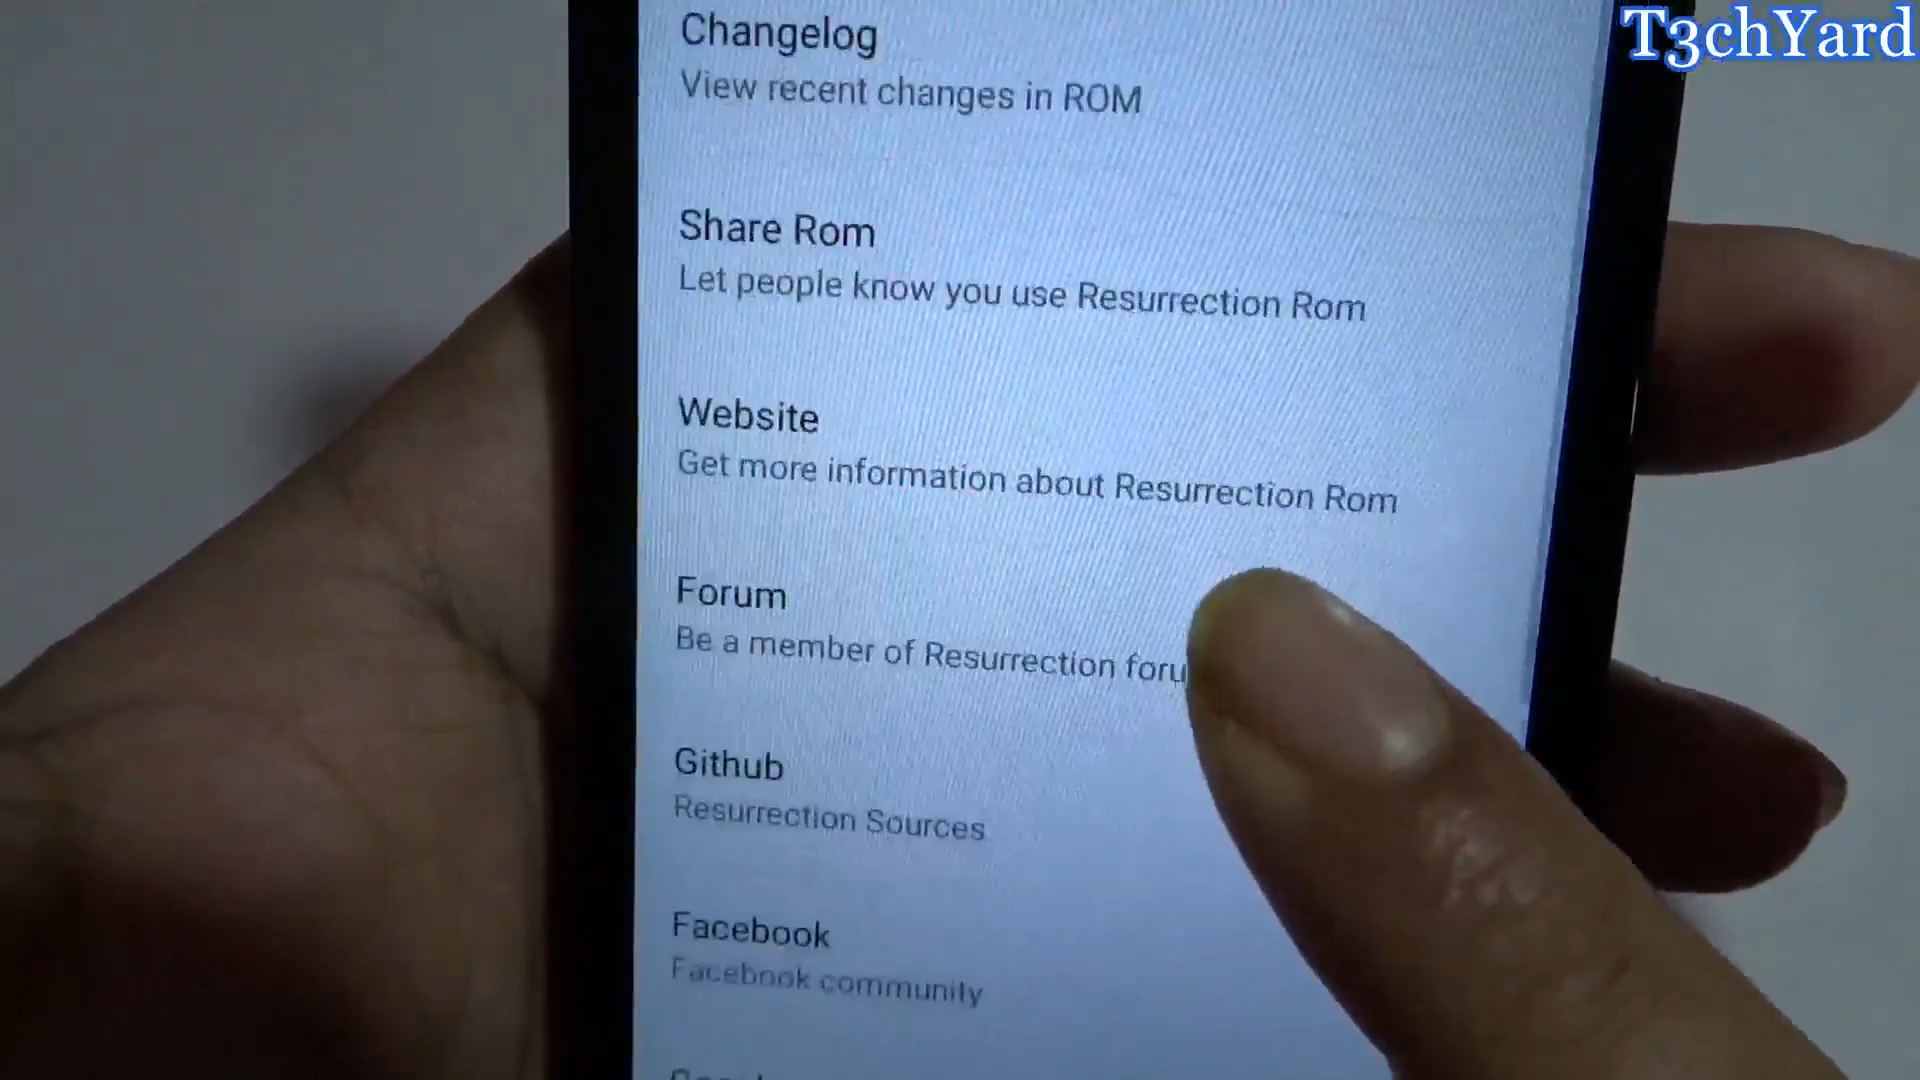 T3chYard
Changelog
View recent changes in ROM
Share Rom
Let people know you use Resurrection Rom
Website
Get more information about Resurrection Rom
Forum
Be a member of Resurrection foru
Github
Resurrection Sources
Facebook
Facebook community